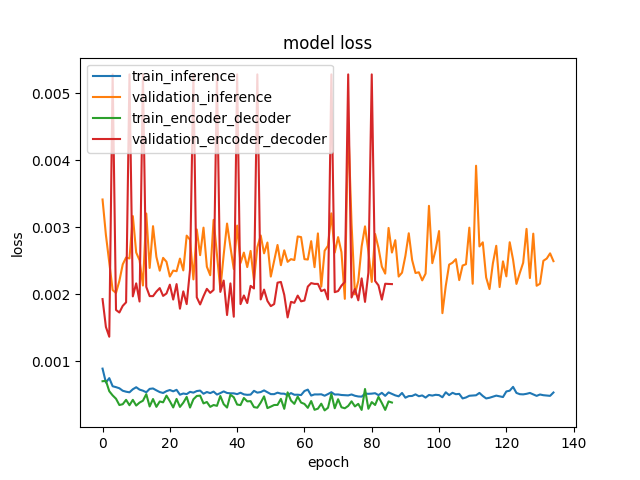 model loss
train_inference
validation_inference
train_encoder_decoder
validation_encoder_decoder
0.005
0.004
0.003
0.002
0.001
loss
0 20 40 60 80 100 120 140
epoch